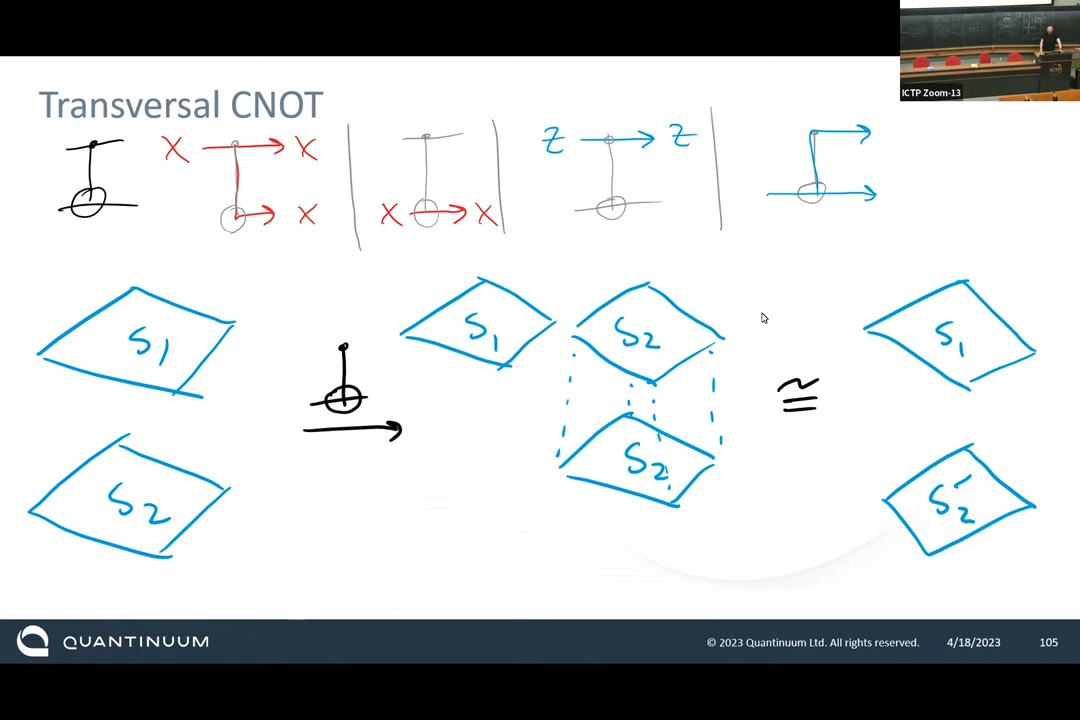 ICTP Zoom-13
Transversal CNOT
X X X X X Z Z
S1 S1 S2 S1
S2 S2 S2
QUANTINUUM
© 2023 Quantinuum Ltd. All rights reserved. 4/18/2023 105